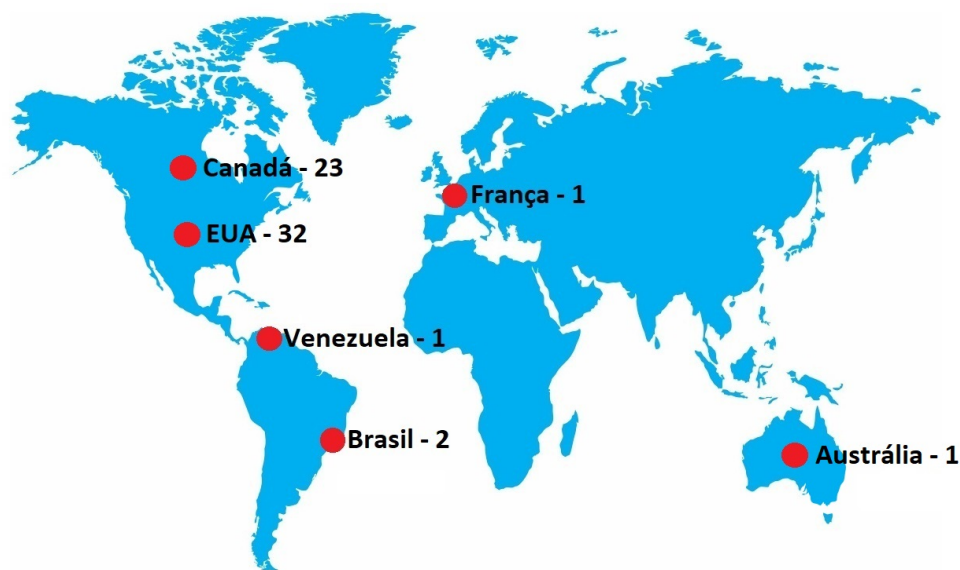 Canadá - 23
França - 1
EUA - 32
Venezuela - 1
Brasil - 2
Austrália - 1